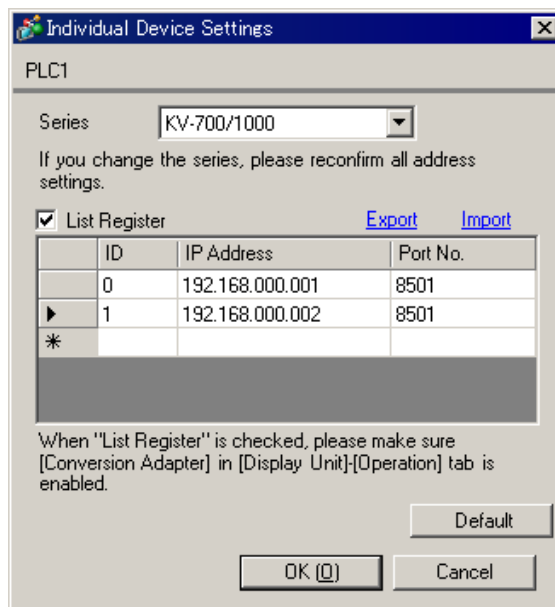 Individual Device Settings
PLC1
Series KV-700/1000
If you change the series, please reconfirm all address
settings.
List Register Export Import
ID IP Address Port No.
0 192.168.000.001 8501
1 192.168.000.002 8501
When "List Register" is checked, please make sure
[Conversion Adapter] in [Display Unit]-[Operation] tab is
enabled.
Default
OK (O) Cancel